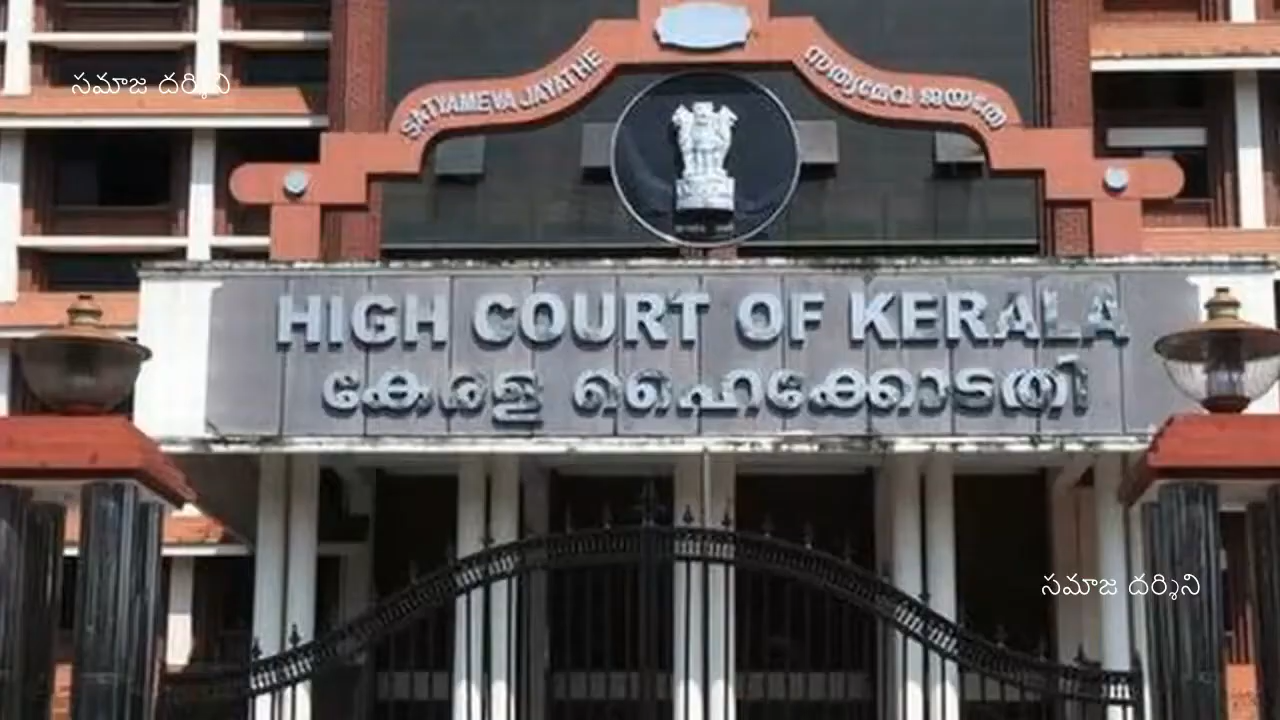 సమాజ దర్శిని
SATYAMEVA JAYATHE
സത്യമേവ ജയതേ
HIGH COURT OF KERALA
കേരള ഹൈക്കോടതി
సమాజ దర్శిని